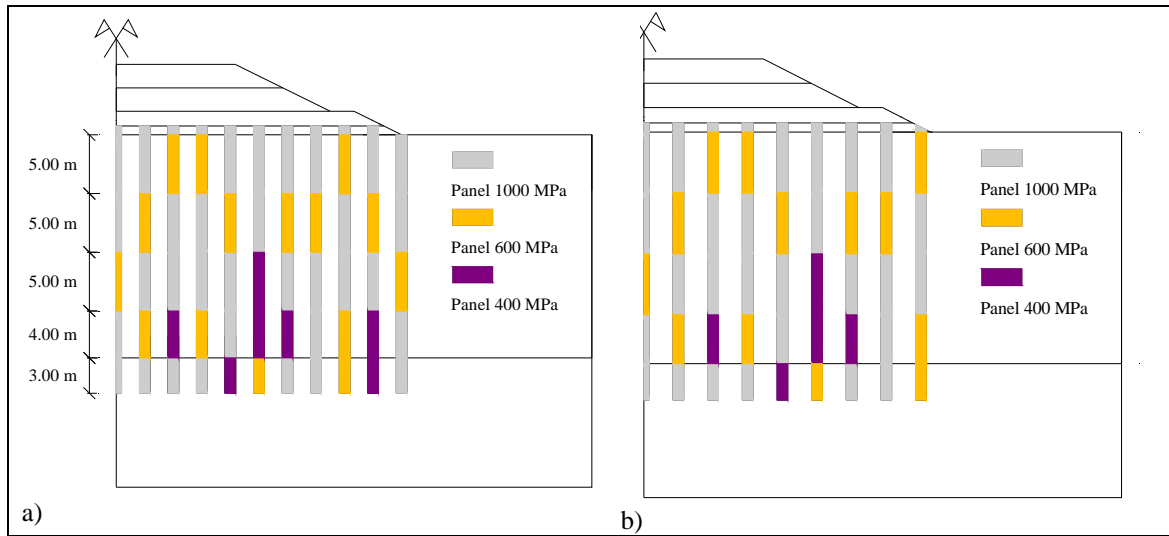 5.00 m
5.00 m
5.00 m
4.00 m
3.00 m
Panel 1000 MPa
Panel 600 MPa
Panel 400 MPa
a)
Panel 1000 MPa
Panel 600 MPa
Panel 400 MPa
b)